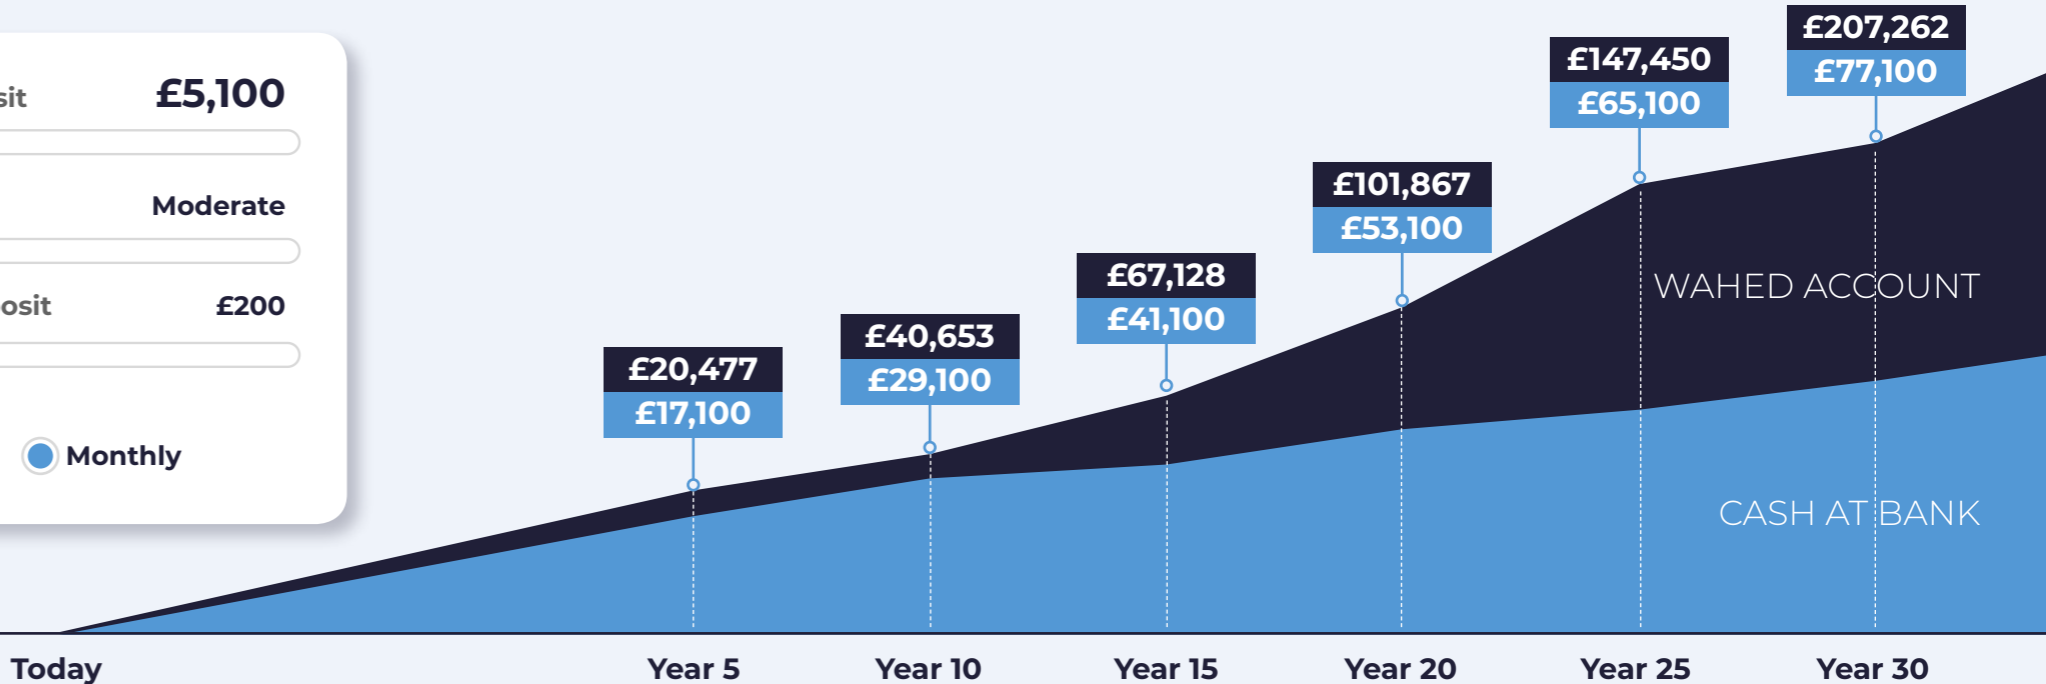 sit £5,100
Moderate
osit £200
Monthly
£20,477
£17,100
£40,653
£29,100
£67,128
£41,100
£101,867
£53,100
£147,450
£65,100
£207,262
£77,100
WAHED ACCOUNT
CASH AT BANK
Today Year 5 Year 10 Year 15 Year 20 Year 25 Year 30